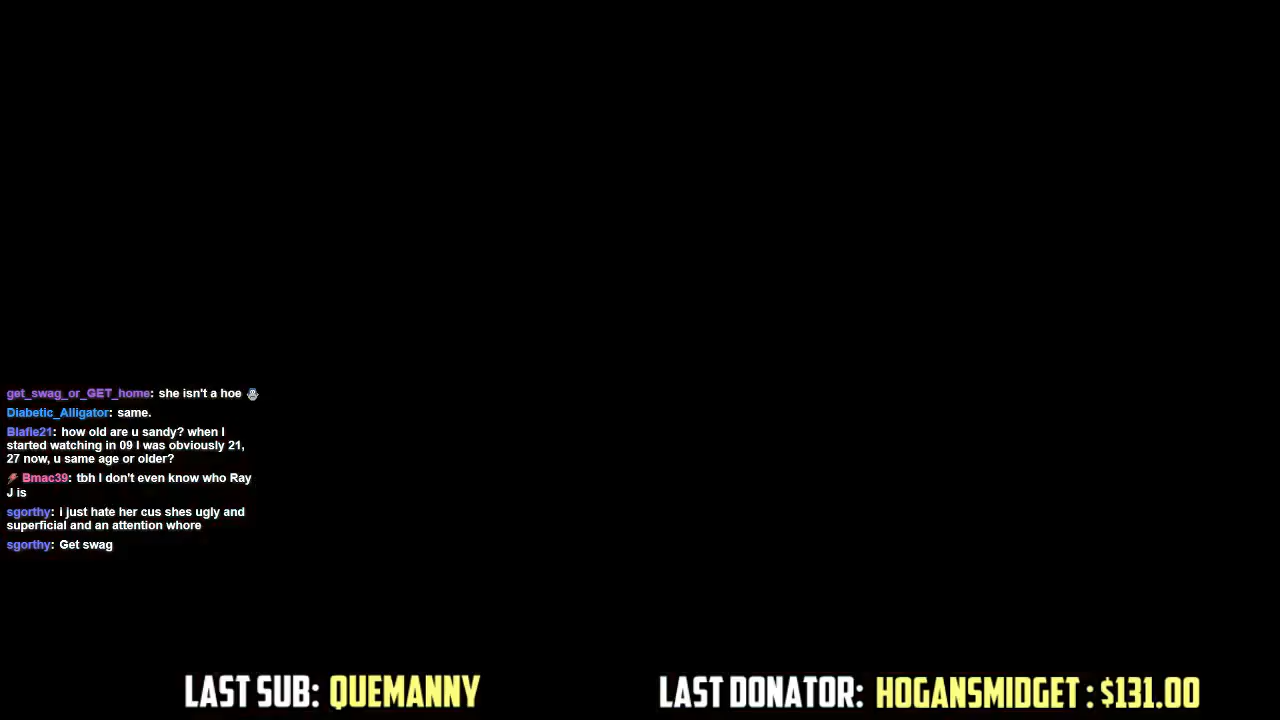 get_swag_or_GET_home: she isn't a hoe
Diabetic_Alligator: same.
Blafie21: how old are u sandy? when I
started watching in 09 I was obviously 21,
27 now, u same age or older?
Bmac39: tbh I don't even know who Ray
J is
sgorthy: i just hate her cus shes ugly and
superficial and an attention whore
sgorthy: Get swag
LAST SUB: QUEMANNY
LAST DONATOR: HOGANSMIDGET : $131.00